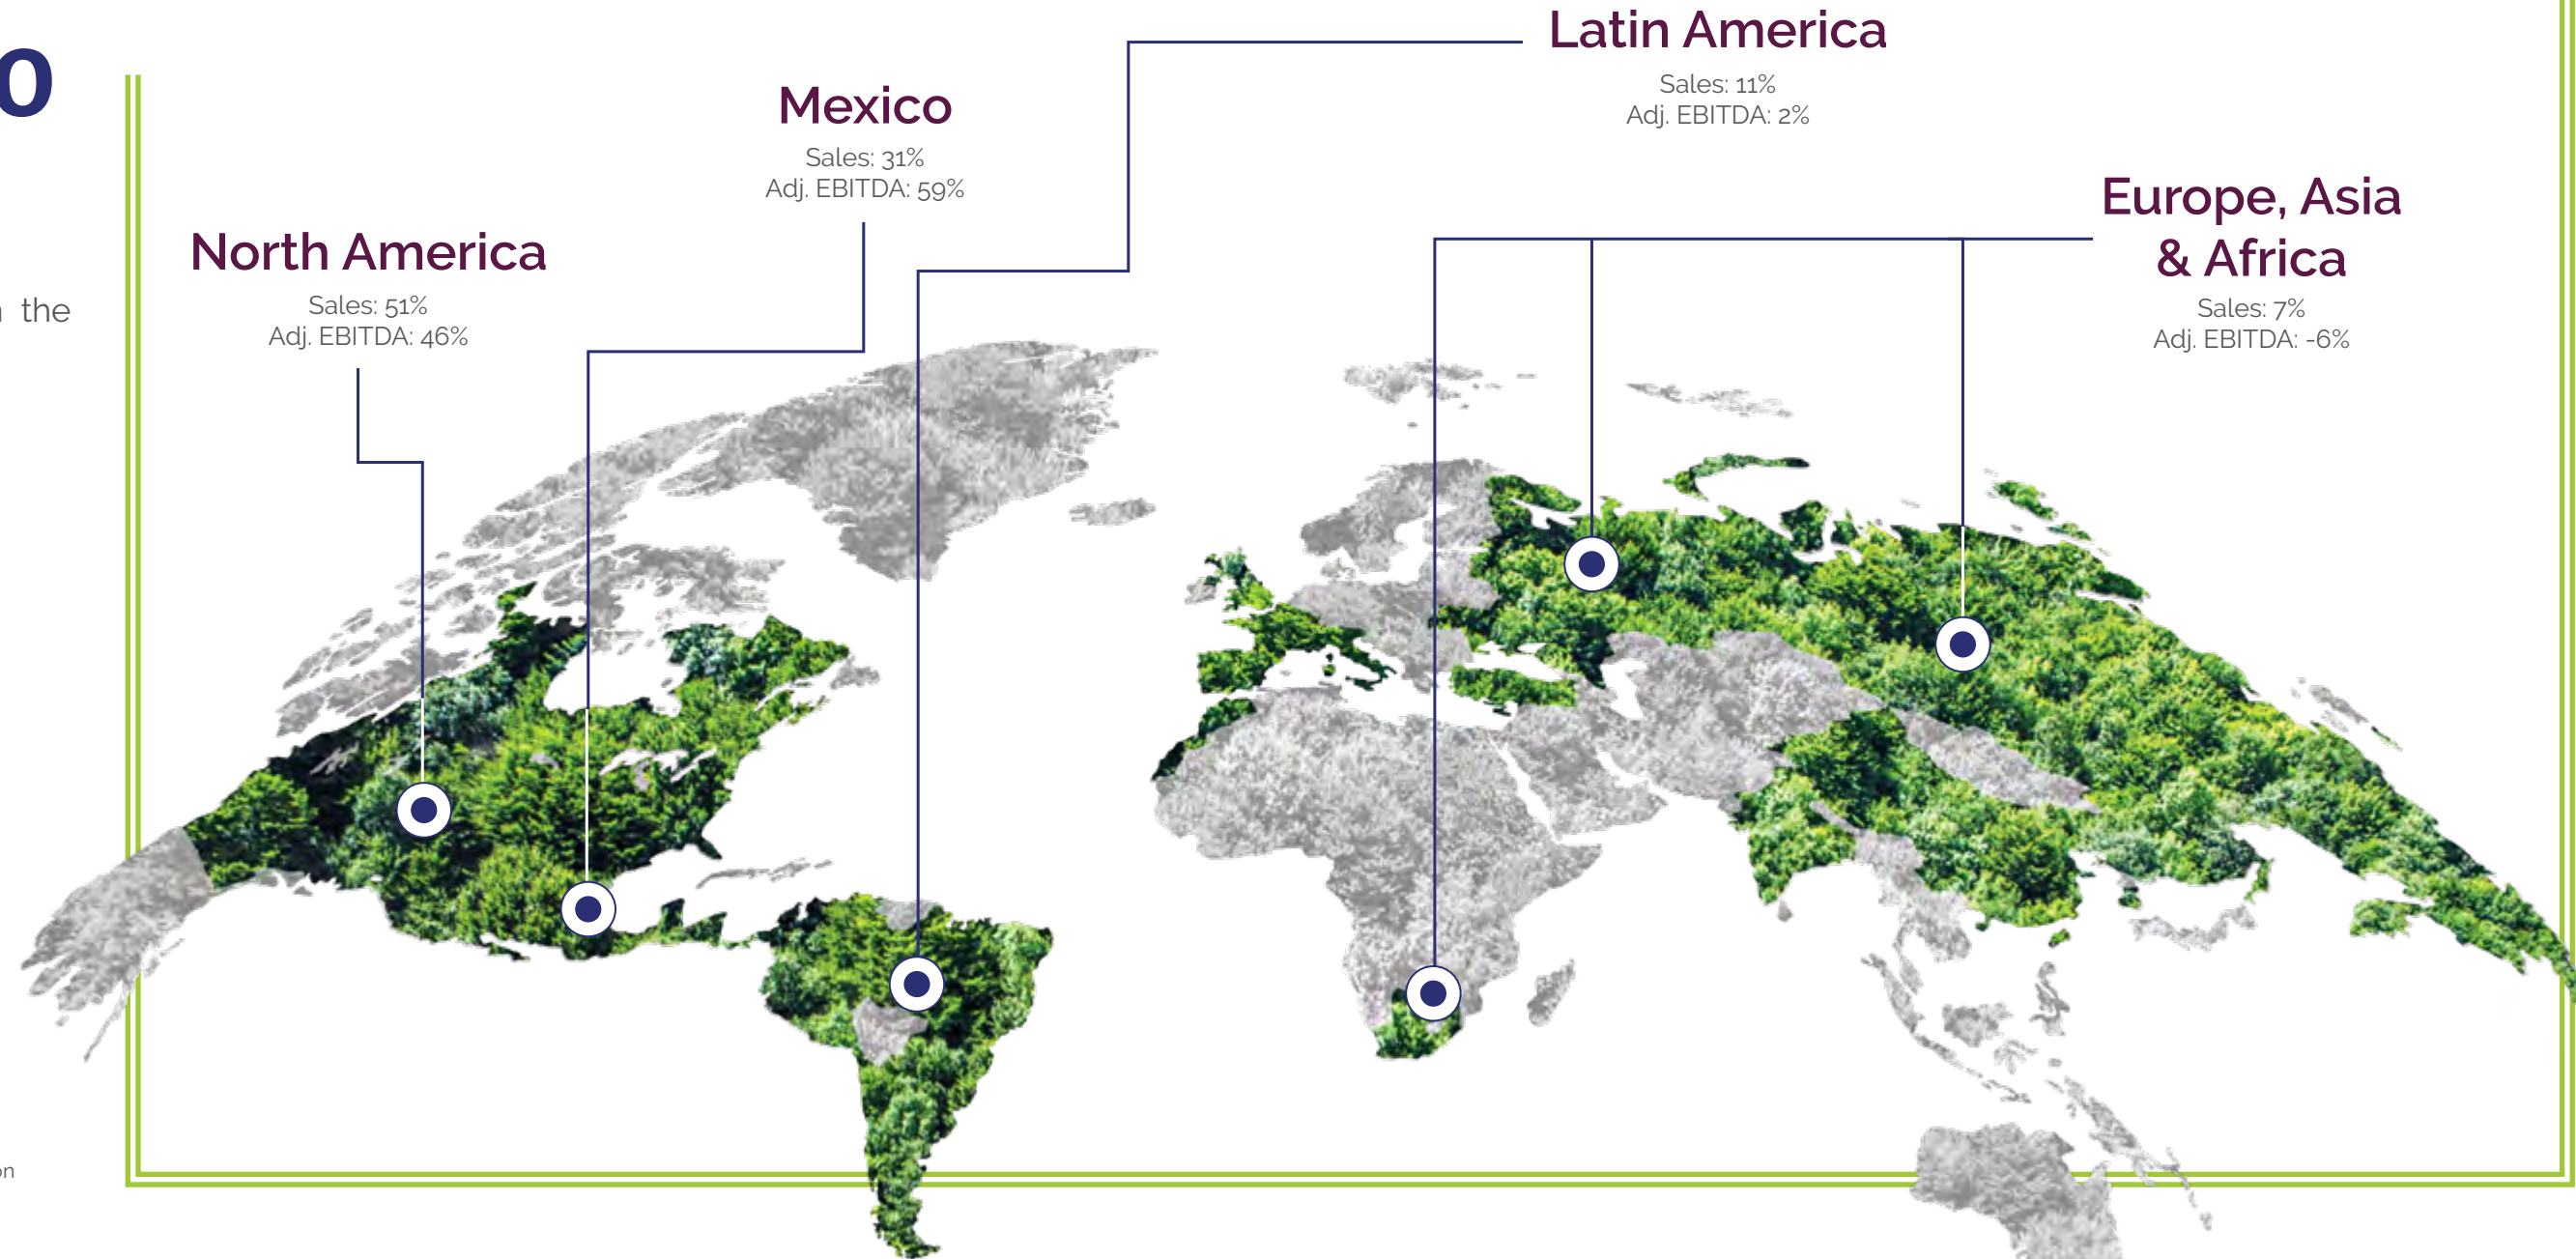 0
the
North America
Sales: 51%
Adj. EBITDA: 46%
Mexico
Sales: 31%
Adj. EBITDA: 59%
Latin America
Sales: 11%
Adj. EBITDA: 2%
Europe, Asia
& Africa
Sales: 7%
Adj. EBITDA: -6%